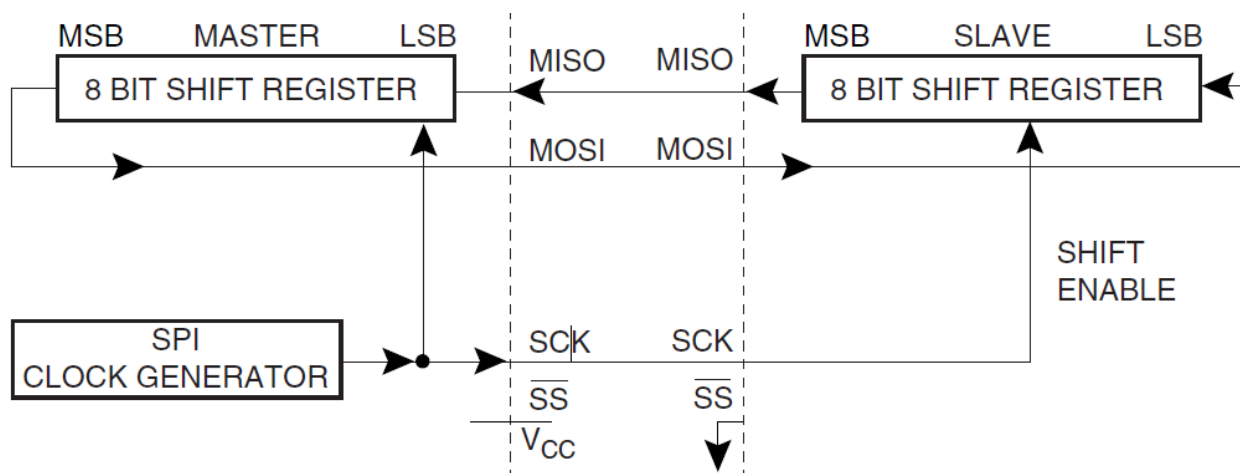 MSB MASTER LSB
MISO MISO
MSB SLAVE LSB
8 BIT SHIFT REGISTER
8 BIT SHIFT REGISTER
MOSI MOSI
SHIFT
ENABLE
SPI
CLOCK GENERATOR
SCK SCK
SS SS
VCC